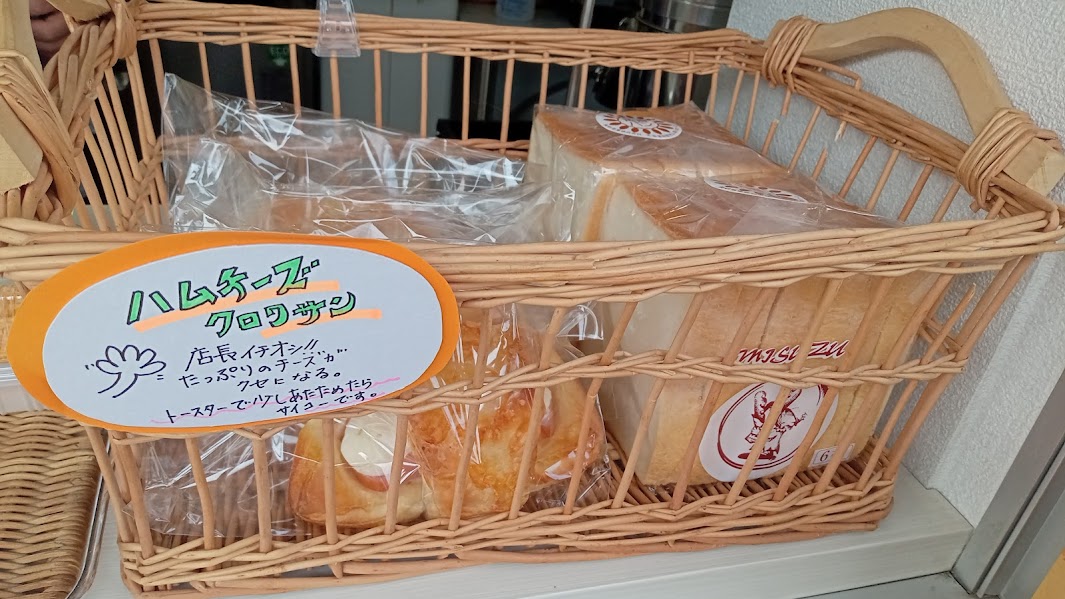 ハムチーズ
クロワサン
店長イチオシ!!
たっぷりのチーズが
クセになる。
トースターで少しあたためたら
サイコーです。
MISUZU
6